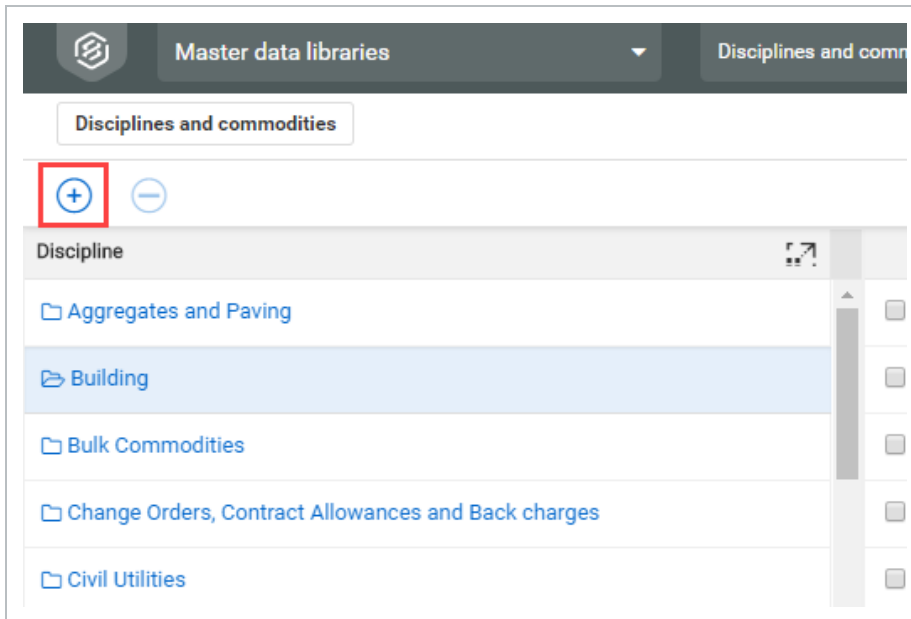 Master data libraries
Disciplines and comm
Disciplines and commodities
Discipline
Aggregates and Paving
Building
Bulk Commodities
Change Orders, Contract Allowances and Back charges
Civil Utilities